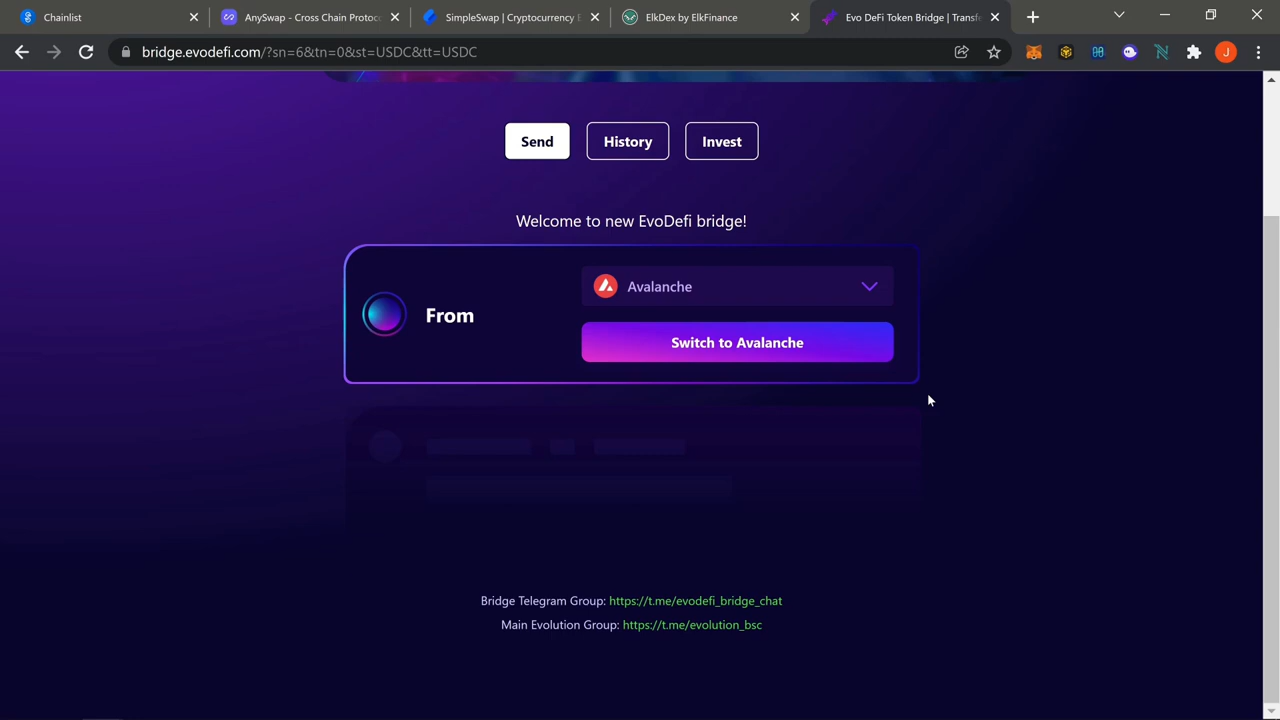 Chainlist
AnySwap - Cross Chain Protoc
SimpleSwap | Cryptocurrency E
ElkDex by ElkFinance
Evo DeFi Token Bridge | Transf
bridge.evodefi.com/?sn=6&tn=0&st=USDC&tt=USDC
J
Send
History
Invest
Welcome to new EvoDefi bridge!
From
Avalanche
Switch to Avalanche
Bridge Telegram Group: https://t.me/evodefi_bridge_chat
Main Evolution Group: https://t.me/evolution_bsc